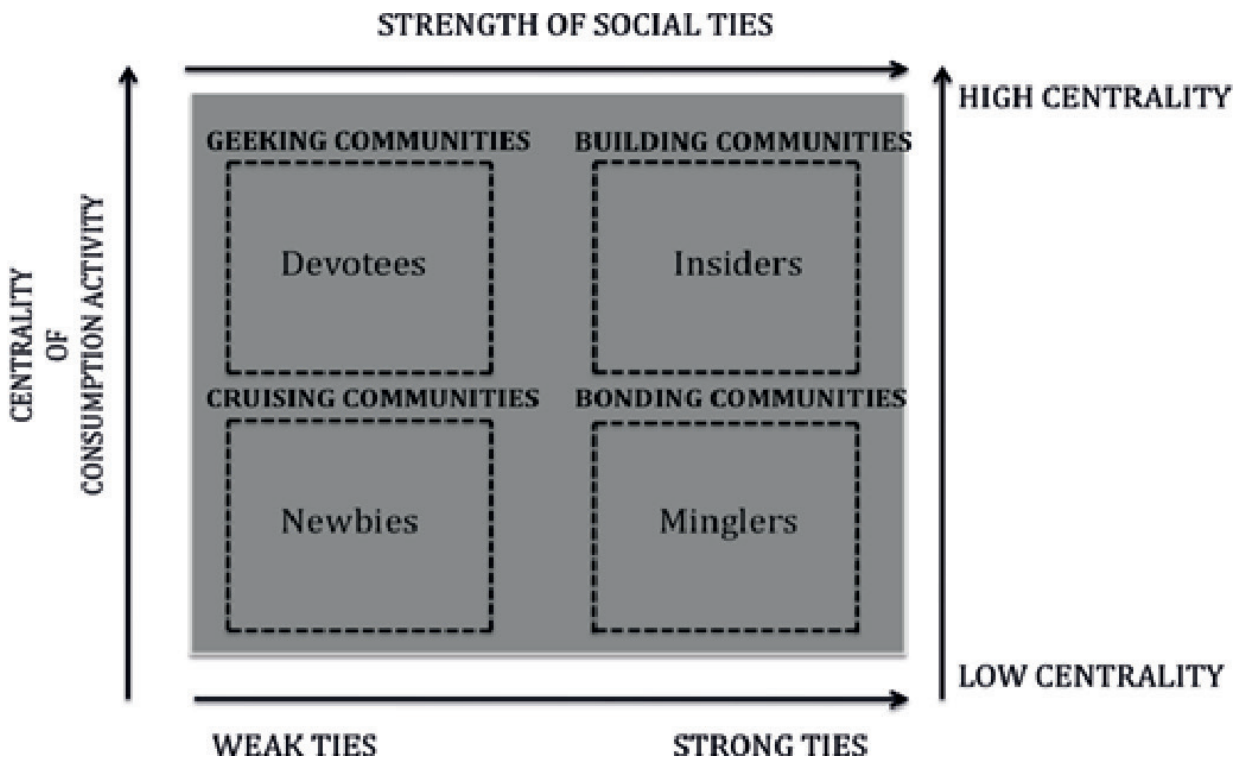 STRENGTH OF SOCIAL TIES
HIGH CENTRALITY
GEEKING COMMUNITIES
BUILDING COMMUNITIES
Devotees
Insiders
CENTRALITY
OF
CONSUMPTION ACTIVITY
CRUISING COMMUNITIES
BONDING COMMUNITIES
Newbies
Minglers
LOW CENTRALITY
WEAK TIES
STRONG TIES